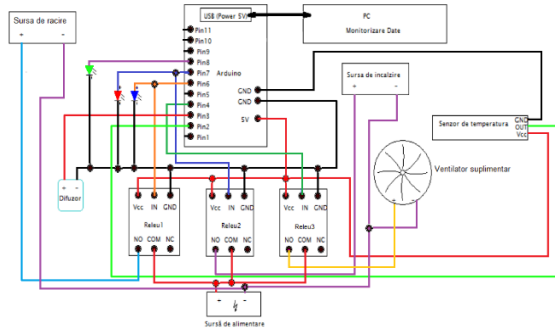 Sursa de racire
+ -
USB (Power 5V)
PC
Monitorizare Date
Pin11
Pin10
Pin9
Pin8
Pin7
Arduino
Pin6
Pin5
Pin4
Pin3
Pin2
Pin1
GND
GND
5V
Sursa de incalzire
+ -
Senzor de temperatura
GND
OUT
Vcc
Ventilator suplimentar
+ -
Difuzor
Vcc IN GND
Releu1
NO COM NC
Vcc IN GND
Releu2
NO COM NC
Vcc IN GND
Releu3
NO COM NC
+ -
Sursă de alimentare